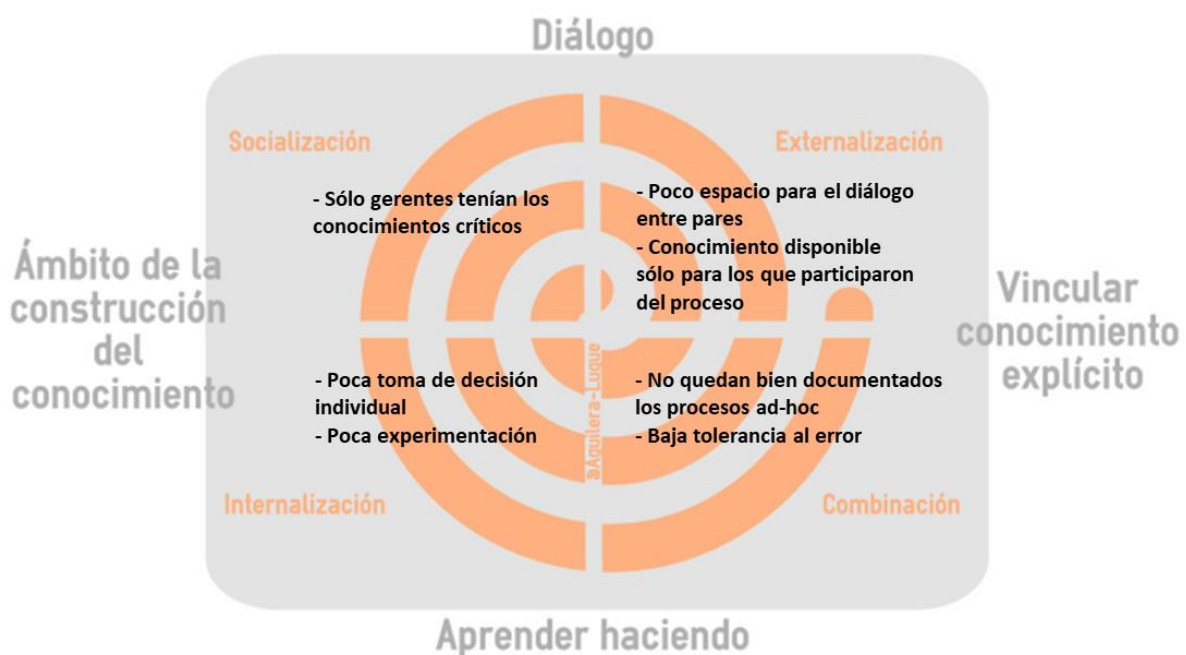 Diálogo
Socialización
Externalización
- Sólo gerentes tenían los
conocimientos críticos
- Poco espacio para el diálogo
entre pares
- Conocimiento disponible
sólo para los que participaron
del proceso
Ámbito de la
construcción
del
conocimiento
Vincular
conocimiento
explícito
- Poca toma de decisión
individual
- Poca experimentación
- No quedan bien documentados
los procesos ad-hoc
- Baja tolerancia al error
@Aguilera-Luque
Internalización
Combinación
Aprender haciendo